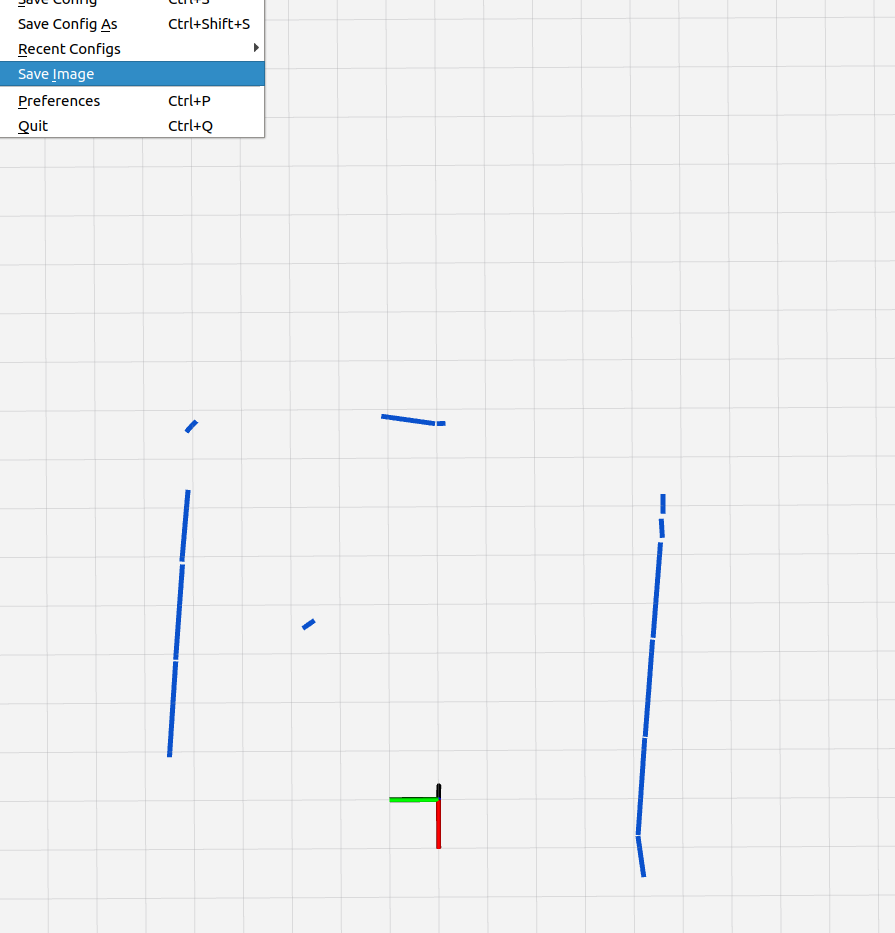 Save Config Ctrl+S
Save Config As Ctrl+Shift+S
Recent Configs
Save Image
Preferences Ctrl+P
Quit Ctrl+Q